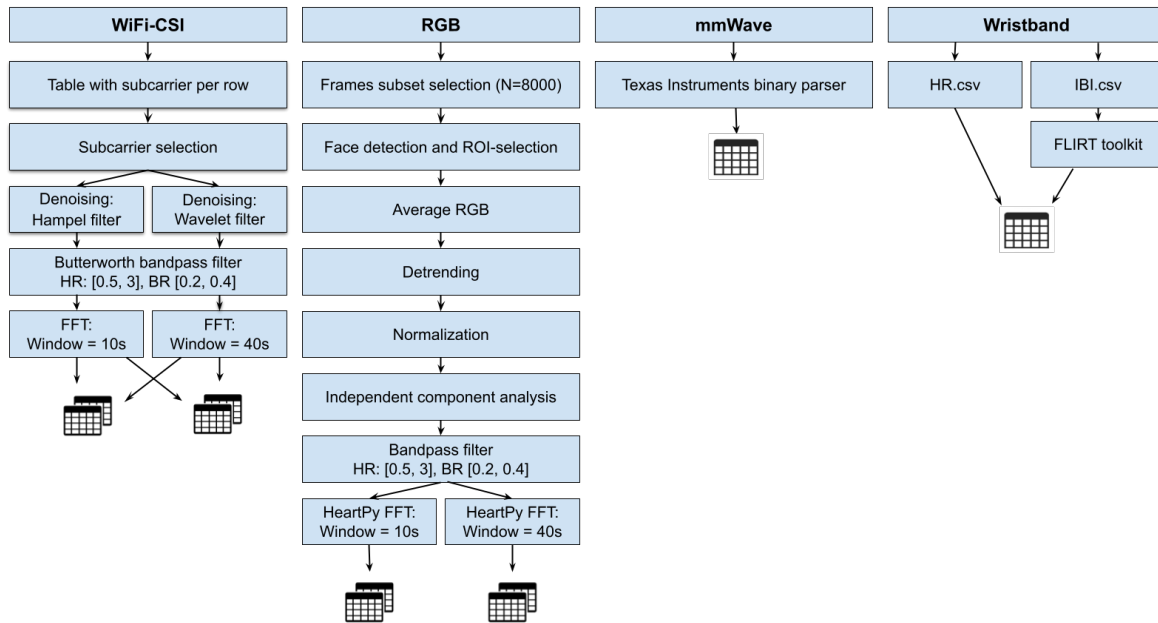 WiFi-CSI
Table with subcarrier per row
Subcarrier selection
Denoising:
Hampel filter
Denoising:
Wavelet filter
Butterworth bandpass filter
HR: [0.5, 3], BR [0.2, 0.4]
FFT:
Window = 10s
FFT:
Window = 40s
RGB
Frames subset selection (N=8000)
Face detection and ROI-selection
Average RGB
Detrending
Normalization
Independent component analysis
Bandpass filter
HR: [0.5, 3], BR [0.2, 0.4]
HeartPy FFT:
Window = 10s
HeartPy FFT:
Window = 40s
mmWave
Texas Instruments binary parser
Wristband
HR.csv
IBI.csv
FLIRT toolkit